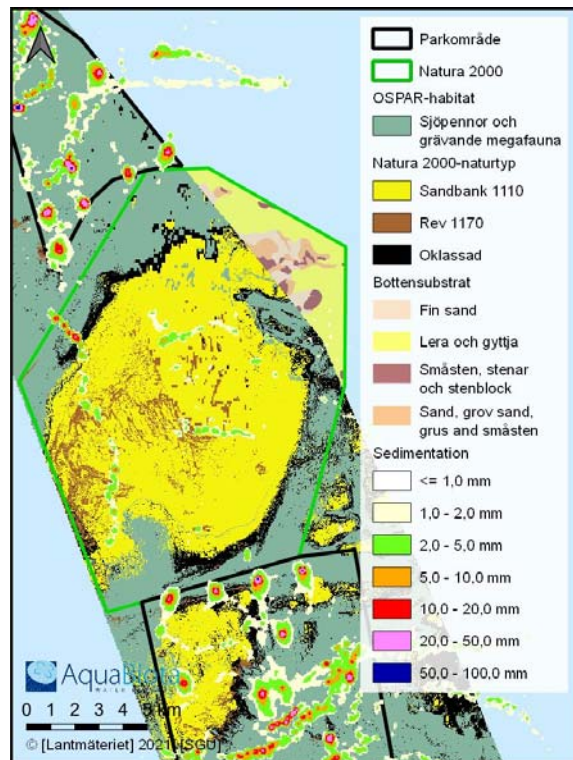 Parkområde
Natura 2000
OSPAR-habitat
Sjöpennor och
grävande megafauna
Natura 2000-naturtyp
Sandbank 1110
Rev 1170
Oklassad
Bottensubstrat
Fin sand
Lera och gyttja
Småsten, stenar
och stenblock
Sand, grov sand,
grus and småsten
Sedimentation
<= 1,0 mm
1,0 - 2,0 mm
2,0 - 5,0 mm
5,0 - 10,0 mm
10,0 - 20,0 mm
20,0 - 50,0 mm
50,0 - 100,0 mm
AquaBiota
WATER
0 1 2 3 4 5 km
© [Lantmäteriet] 2021, [SGU]